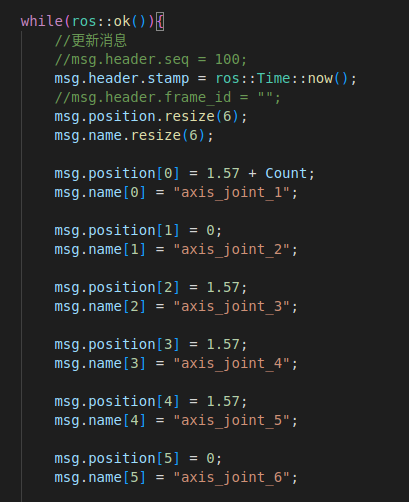 while(ros::ok()){
//更新消息
//msg.header.seq = 100;
msg.header.stamp = ros::Time::now();
//msg.header.frame_id = "";
msg.position.resize(6);
msg.name.resize(6);
msg.position[0] = 1.57 + Count;
msg.name[0] = "axis_joint_1";
msg.position[1] = 0;
msg.name[1] = "axis_joint_2";
msg.position[2] = 1.57;
msg.name[2] = "axis_joint_3";
msg.position[3] = 1.57;
msg.name[3] = "axis_joint_4";
msg.position[4] = 1.57;
msg.name[4] = "axis_joint_5";
msg.position[5] = 0;
msg.name[5] = "axis_joint_6";